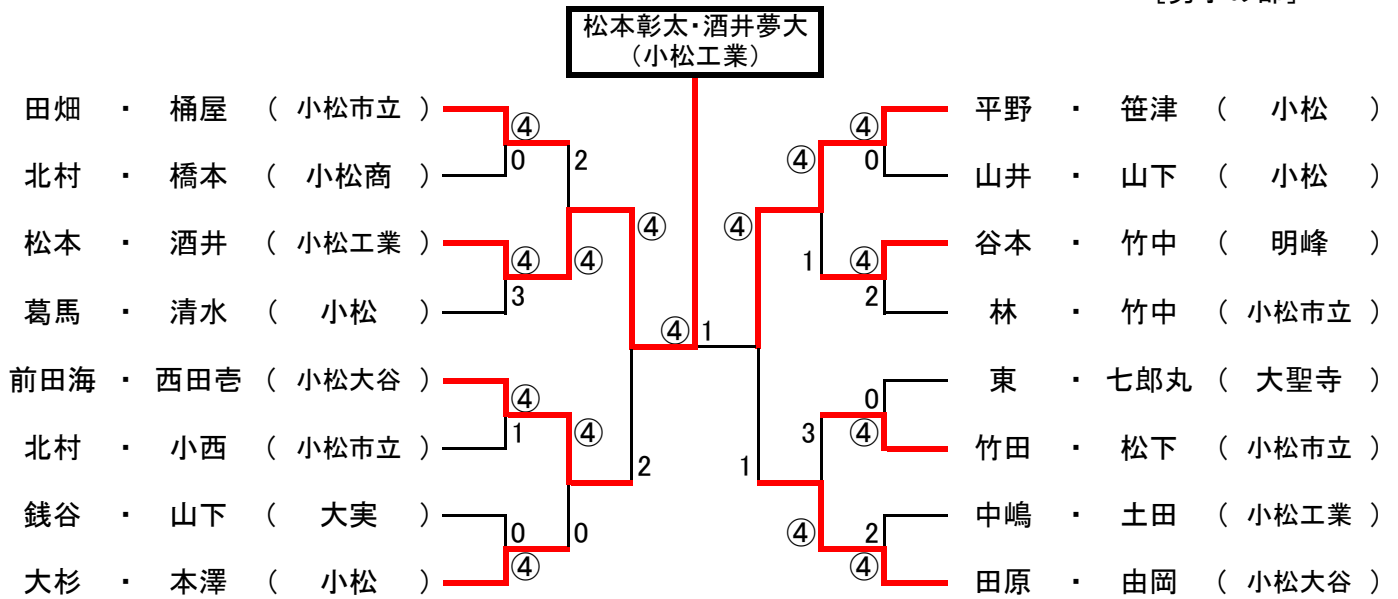 ［男子の部］
松本彰太・酒井夢大
（小松工業）
田畑 ・ 桶屋 （ 小松市立 ）
北村 ・ 橋本 （ 小松商 ）
松本 ・ 酒井 （ 小松工業 ）
葛馬 ・ 清水 （ 小松 ）
前田海 ・ 西田壱 （ 小松大谷 ）
北村 ・ 小西 （ 小松市立 ）
銭谷 ・ 山下 （ 大実 ）
大杉 ・ 本澤 （ 小松 ）
④
0
2
④
3
④
④
④
1
④
2
0
④
0
④ 1
平野 ・ 笹津 （ 小松 ）
山井 ・ 山下 （ 小松 ）
谷本 ・ 竹中 （ 明峰 ）
林 ・ 竹中 （ 小松市立 ）
東 ・ 七郎丸 （ 大聖寺 ）
竹田 ・ 松下 （ 小松市立 ）
中嶋 ・ 土田 （ 小松工業 ）
田原 ・ 由岡 （ 小松大谷 ）
④
0
④
④
1
④
2
0
④
3
1
④
2
④